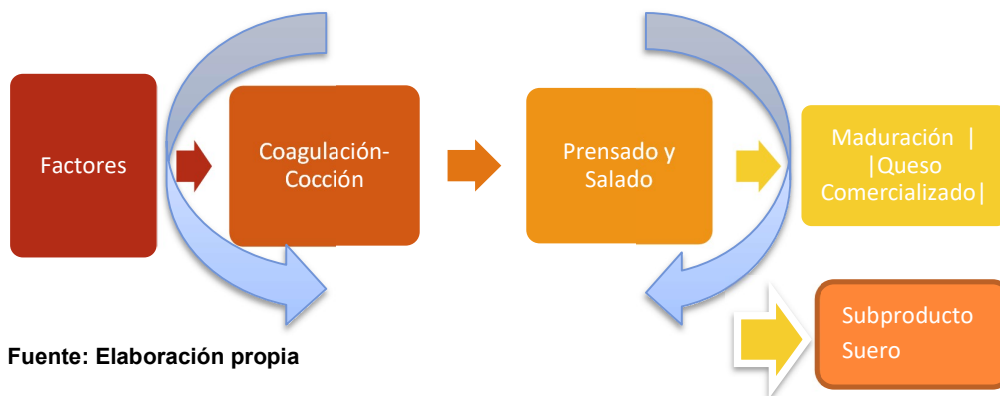 Factores
Coagulación-
Cocción
Prensado y
Salado
Maduración |
|Queso
Comercializado|
Subproducto
Suero
Fuente: Elaboración propia